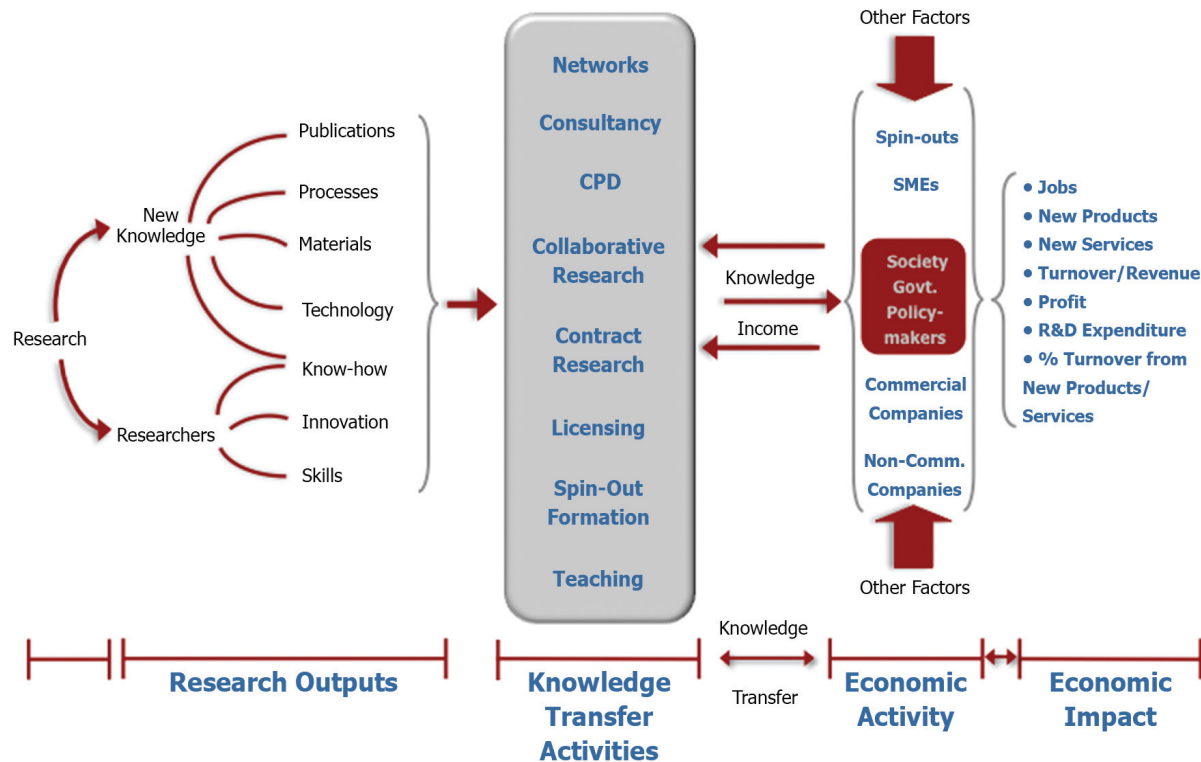 Research
New
Knowledge
Researchers
Publications
Processes
Materials
Technology
Know-how
Innovation
Skills
Networks
Consultancy
CPD
Collaborative
Research
Contract
Research
Licensing
Spin-Out
Formation
Teaching
Knowledge
Income
Other Factors
Spin-outs
SMEs
Society
Govt.
Policy-
makers
Commercial
Companies
Non-Comm.
Companies
Other Factors
• Jobs
• New Products
• New Services
• Turnover/Revenue
• Profit
• R&D Expenditure
• % Turnover from
New Products/
Services
Research Outputs
Knowledge
Transfer
Activities
Knowledge
Transfer
Economic
Activity
Economic
Impact